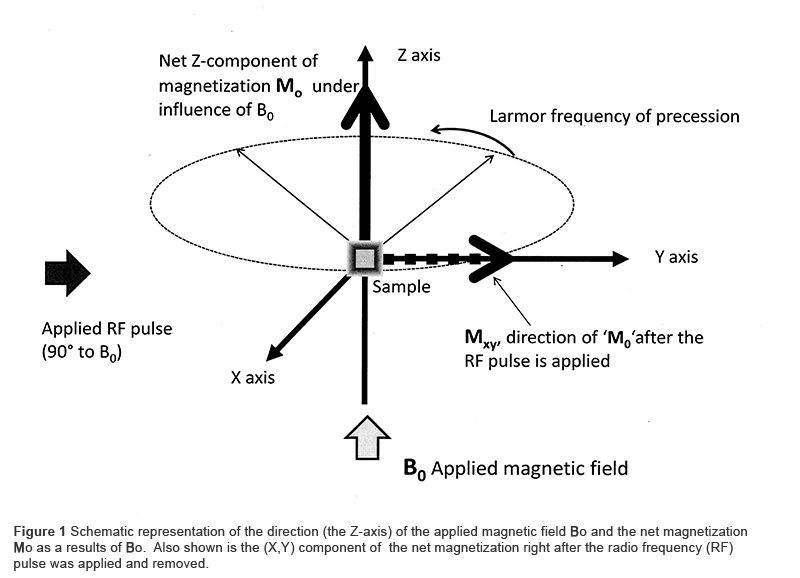 Net Z-component of
magnetization Mo under
influence of B0
Z axis
Larmor frequency of precession
Y axis
Sample
Applied RF pulse
(90° to B0)
Mxy, direction of ‘M0‘after the
RF pulse is applied
X axis
B0 Applied magnetic field
Figure 1 Schematic representation of the direction (the Z-axis) of the applied magnetic field Bo and the net magnetization
Mo as a results of Bo. Also shown is the (X,Y) component of the net magnetization right after the radio frequency (RF)
pulse was applied and removed.